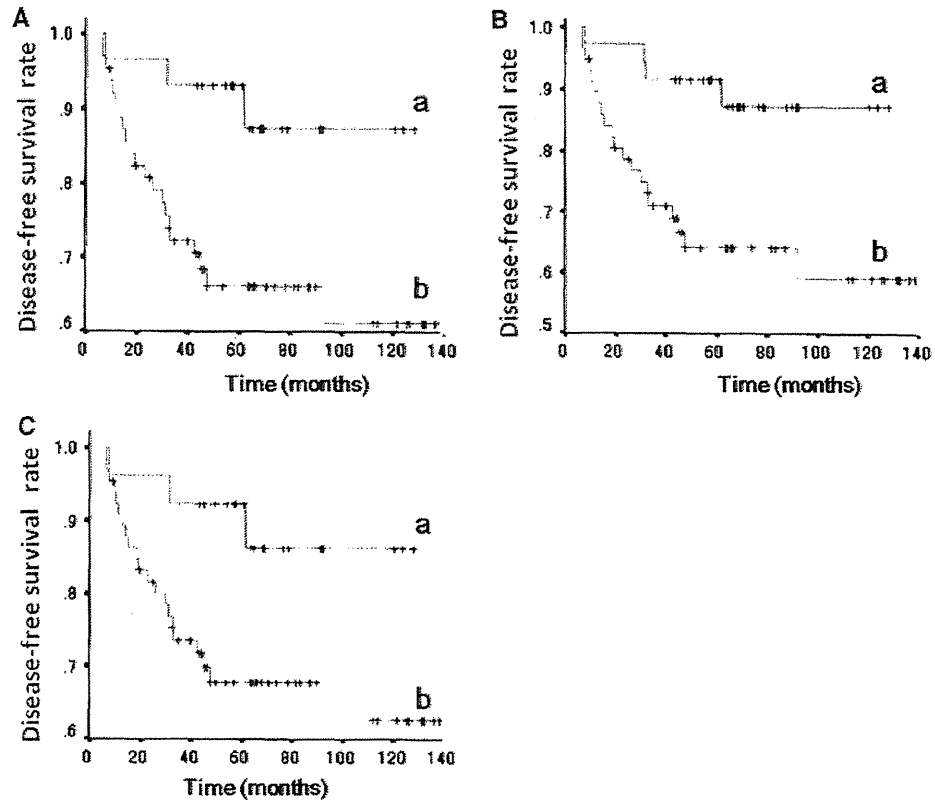 A
Disease-free survival rate
1.0
.9
.8
.7
.6
a
b
0 20 40 60 80 100 120 140
Time (months)
B
Disease-free survival rate
1.0
.9
.8
.7
.6
.5
a
b
0 20 40 60 80 100 120 140
Time (months)
C
Disease-free survival rate
1.0
.9
.8
.7
.6
a
b
0 20 40 60 80 100 120 140
Time (months)